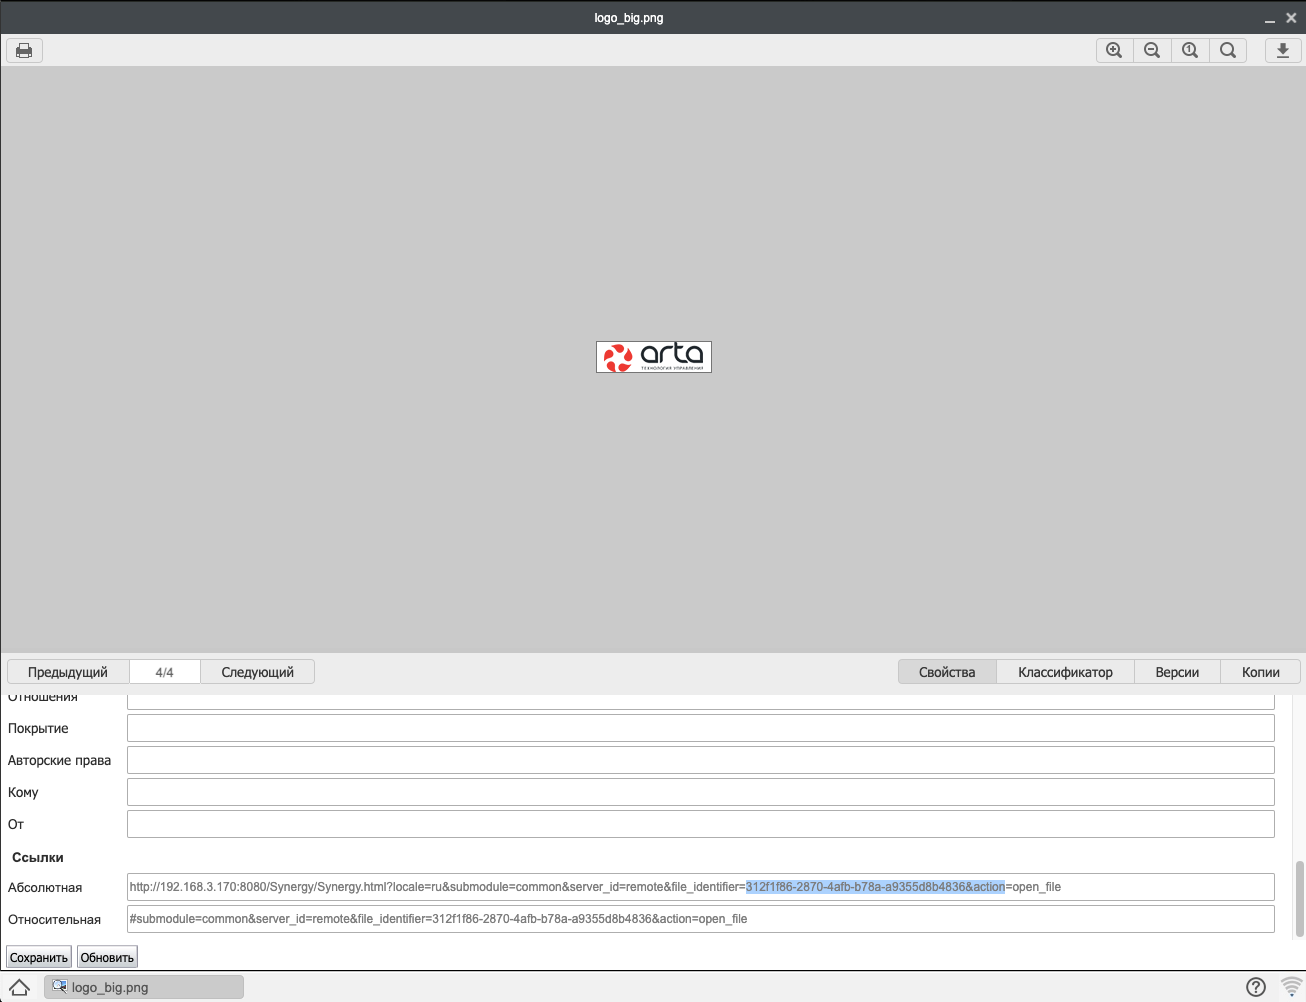 logo_big.png
1
arta
ТЕХНОЛОГИЯ УПРАВЛЕНИЯ
Предыдущий 4/4 Следующий Свойства Классификатор Версии Копии
Отношения
Покрытие
Авторские права
Кому
От
Ссылки
Абсолютная http://192.168.3.170:8080/Synergy/Synergy.html?locale=ru&submodule=common&server_id=remote&file_identifier=312f1f86-2870-4afb-b78a-a9355d8b4836&action=open_file
Относительная #submodule=common&server_id=remote&file_identifier=312f1f86-2870-4afb-b78a-a9355d8b4836&action=open_file
Сохранить Обновить
logo_big.png ?